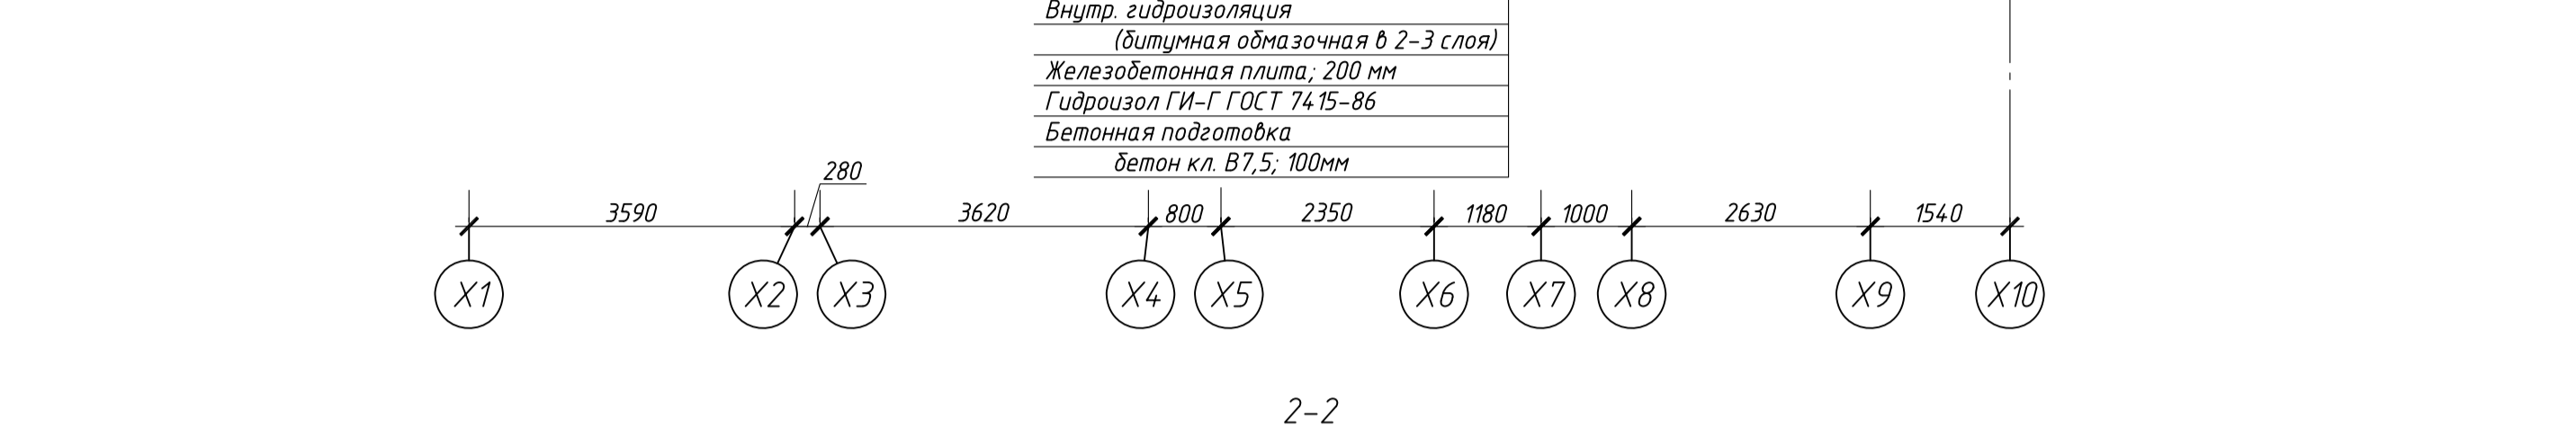 Внутр. гидроизоляция
(битумная обмазочная в 2-3 слоя)
Железобетонная плита; 200 мм
Гидроизол ГИ-Г ГОСТ 7415-86
Бетонная подготовка
бетон кл. В7,5; 100мм
280
3590 3620 800 2350 1180 1000 2630 1540
X1 X2 X3 X4 X5 X6 X7 X8 X9 X10
2-2